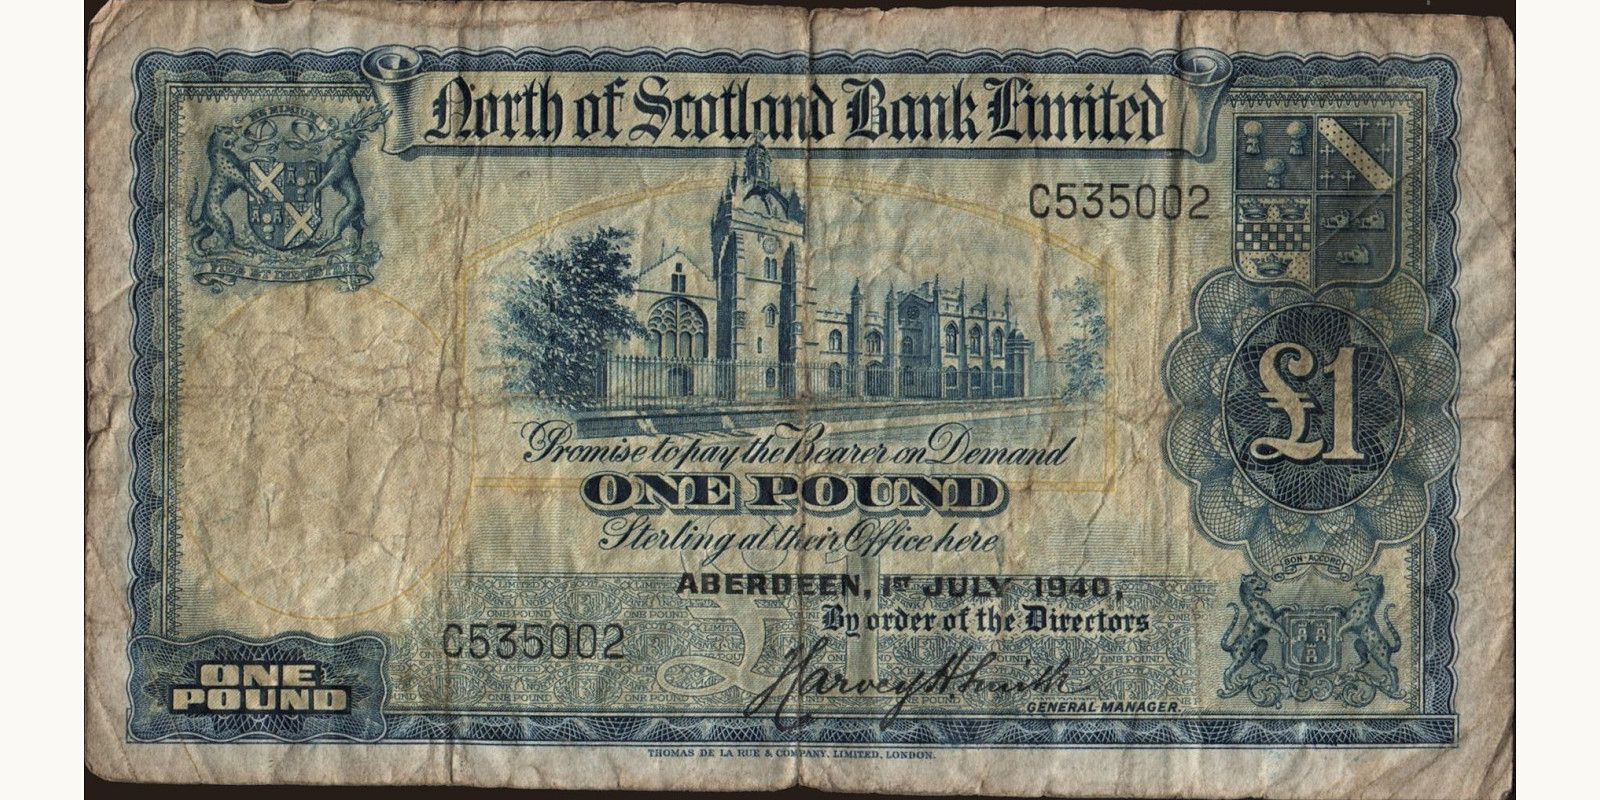 North of Scotland Bank Limited
C535002
£1
Promise to pay the Bearer on Demand
ONE POUND
Sterling at their Office here
ABERDEEN, 1ST JULY 1940,
By order of the Directors
BON-ACCORD
C535002
Harvey H Smith
GENERAL MANAGER.
ONE
POUND
THOMAS DE LA RUE & COMPANY, LIMITED, LONDON.